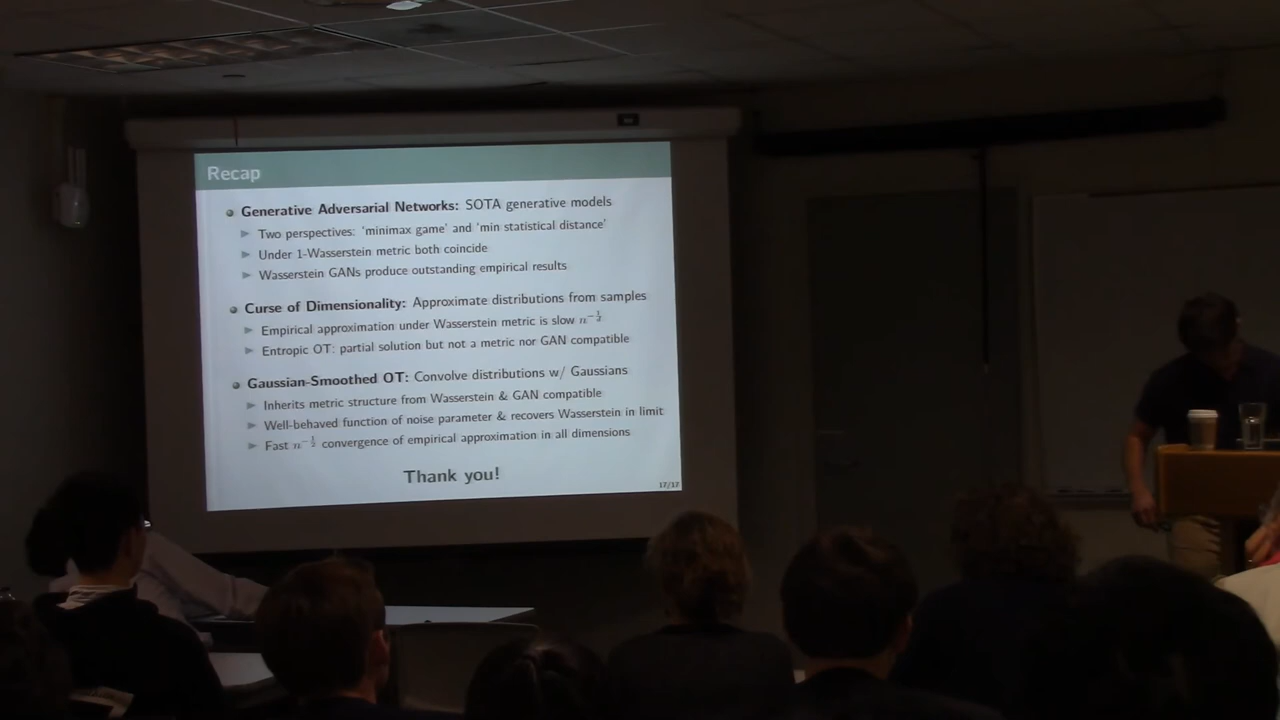 Recap
Generative Adversarial Networks: SOTA generative models
Two perspectives: 'minimax game' and 'min statistical distance'
Under 1-Wasserstein metric both coincide
Wasserstein GANs produce outstanding empirical results
Curse of Dimensionality: Approximate distributions from samples
Empirical approximation under Wasserstein metric is slow n^{-1/d}
Entropic OT: partial solution but not a metric nor GAN compatible
Gaussian-Smoothed OT: Convolve distributions w/ Gaussians
Inherits metric structure from Wasserstein & GAN compatible
Well-behaved function of noise parameter & recovers Wasserstein in limit
Fast n^{-1/2} convergence of empirical approximation in all dimensions
Thank you!
17/17